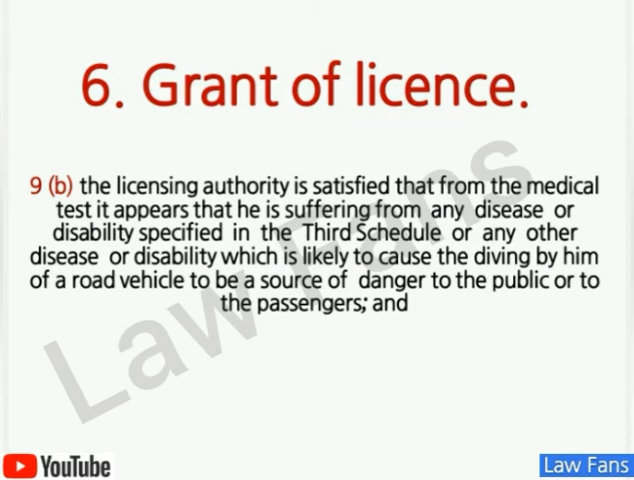 6. Grant of licence.
9 (b) the licensing authority is satisfied that from the medical
test it appears that he is suffering from any disease or
disability specified in the Third Schedule or any other
disease or disability which is likely to cause the diving by him
of a road vehicle to be a source of danger to the public or to
the passengers; and
Law Fans
YouTube
Law Fans